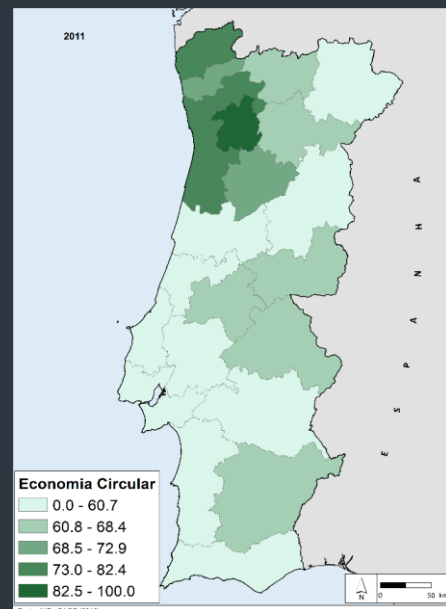 2011
ESPANHA
Economia Circular
0.0 - 60.7
60.8 - 68.4
68.5 - 72.9
73.0 - 82.4
82.5 - 100.0
N
0 50 km